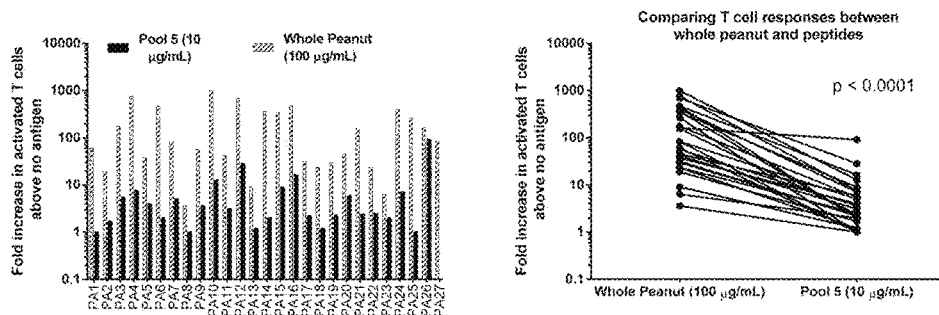 Fold increase in activated T cells
above no antigen
10000
1000
100
10
1
0.1
Pool 5 (10
µg/mL)
Whole Peanut
(100 µg/mL)
PA1
PA2
PA3
PA4
PA5
PA6
PA7
PA8
PA9
PA10
PA11
PA12
PA13
PA14
PA15
PA16
PA17
PA18
PA19
PA20
PA21
PA22
PA23
PA24
PA25
PA26
PA27
Comparing T cell responses between
whole peanut and peptides
Fold increase in activated T cells
above no antigen
10000
1000
100
10
1
0.1
p < 0.0001
Whole Peanut (100 µg/mL)
Pool 5 (10 µg/mL)